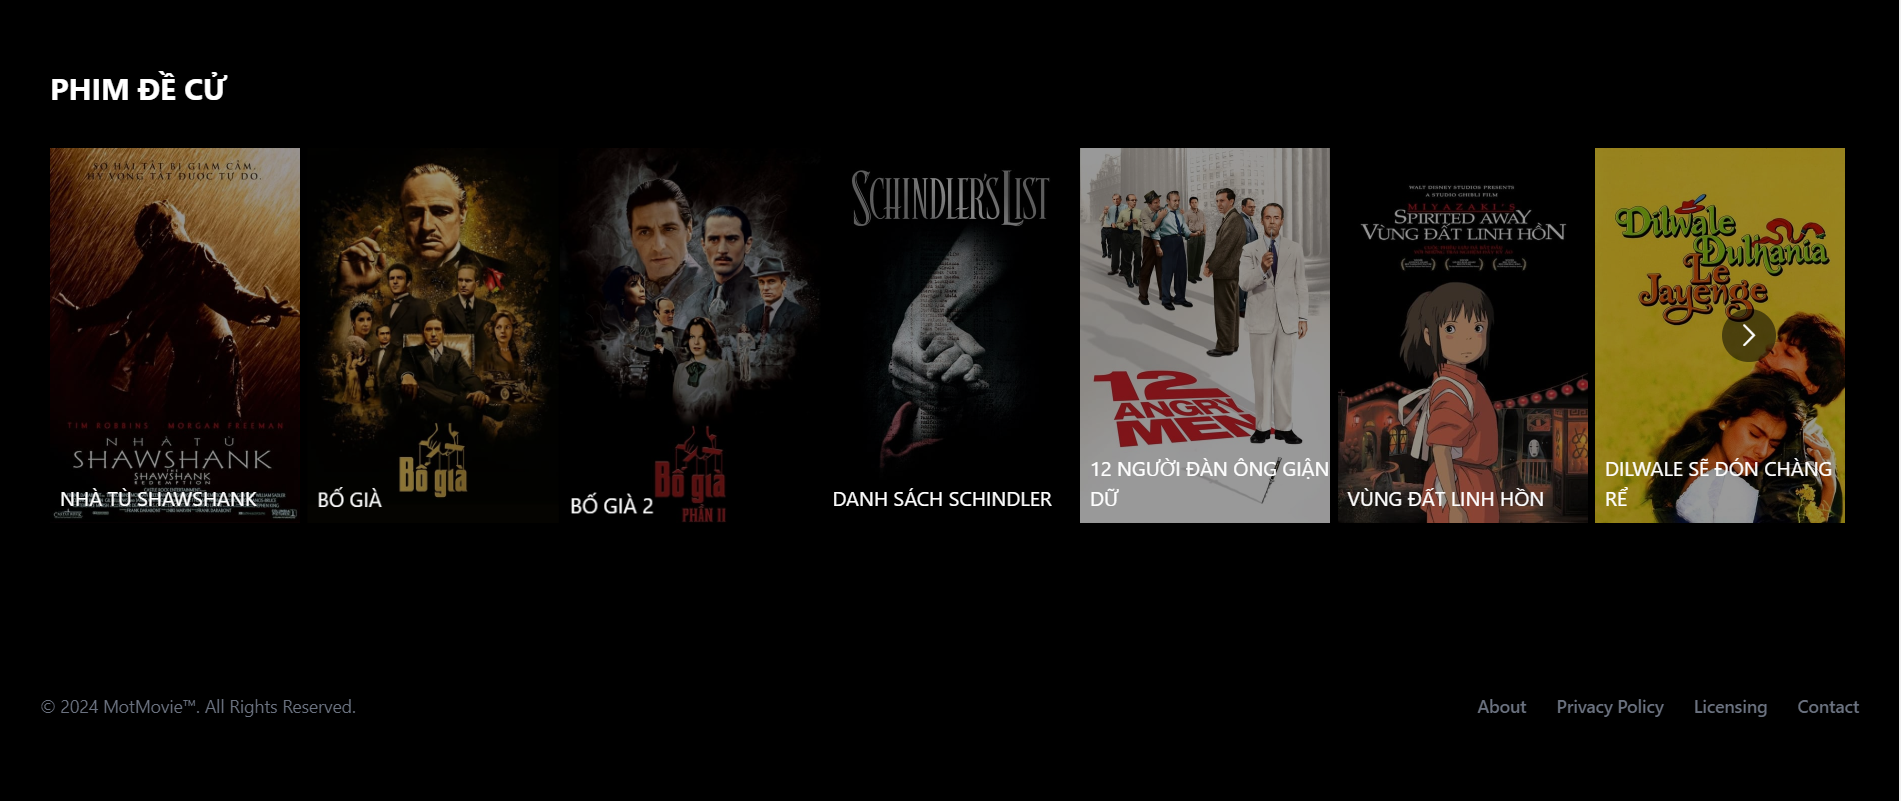 PHIM ĐỀ CỬ
SỢ HÃI TẤT BỊ GIAM CẦM.
HY VỌNG TẤT ĐƯỢC TỰ DO.
TIM ROBBINS MORGAN FREEMAN
NHÀ TÙ
SHAWSHANK
THE
SHAWSHANK
REDEMPTION
NHÀ TÙ SHAWSHANK
Bố già
BỐ GIÀ
Bố già
PHẦN II
BỐ GIÀ 2
SCHINDLER'S LIST
DANH SÁCH SCHINDLER
12
ANGRY
MEN
12 NGƯỜI ĐÀN ÔNG GIẬN
DỮ
WALT DISNEY STUDIOS PRESENTS
A STUDIO GHIBLI FILM
MIYAZAKI'S
SPIRITED AWAY
VÙNG ĐẤT LINH HỒN
VÙNG ĐẤT LINH HỒN
Dilwale
Dulhania
Le
Jayenge
DILWALE SẼ ĐÓN CHÀNG
RỂ
© 2024 MotMovie™. All Rights Reserved.
About Privacy Policy Licensing Contact